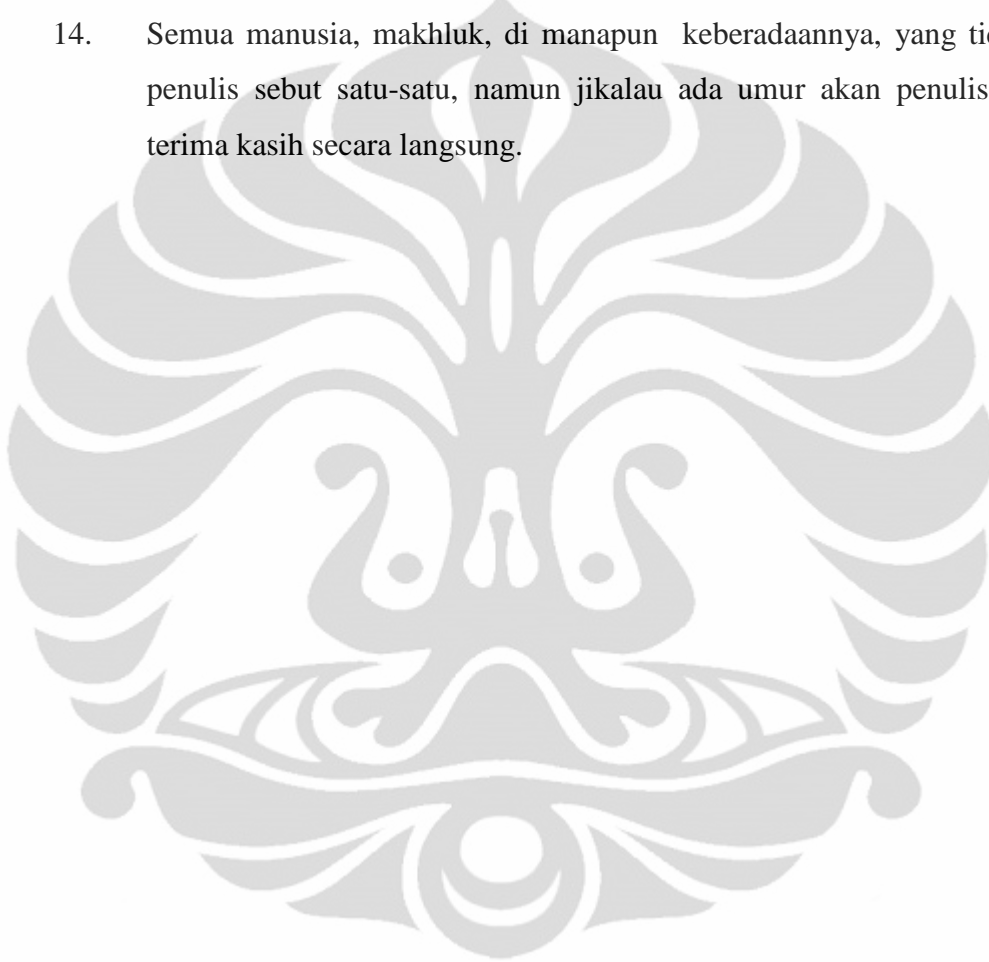 14. Semua manusia, makhluk, di manapun keberadaannya, yang
penulis sebut satu-satu, namun jikalau ada umur akan penulis
terima kasih secara langsung.